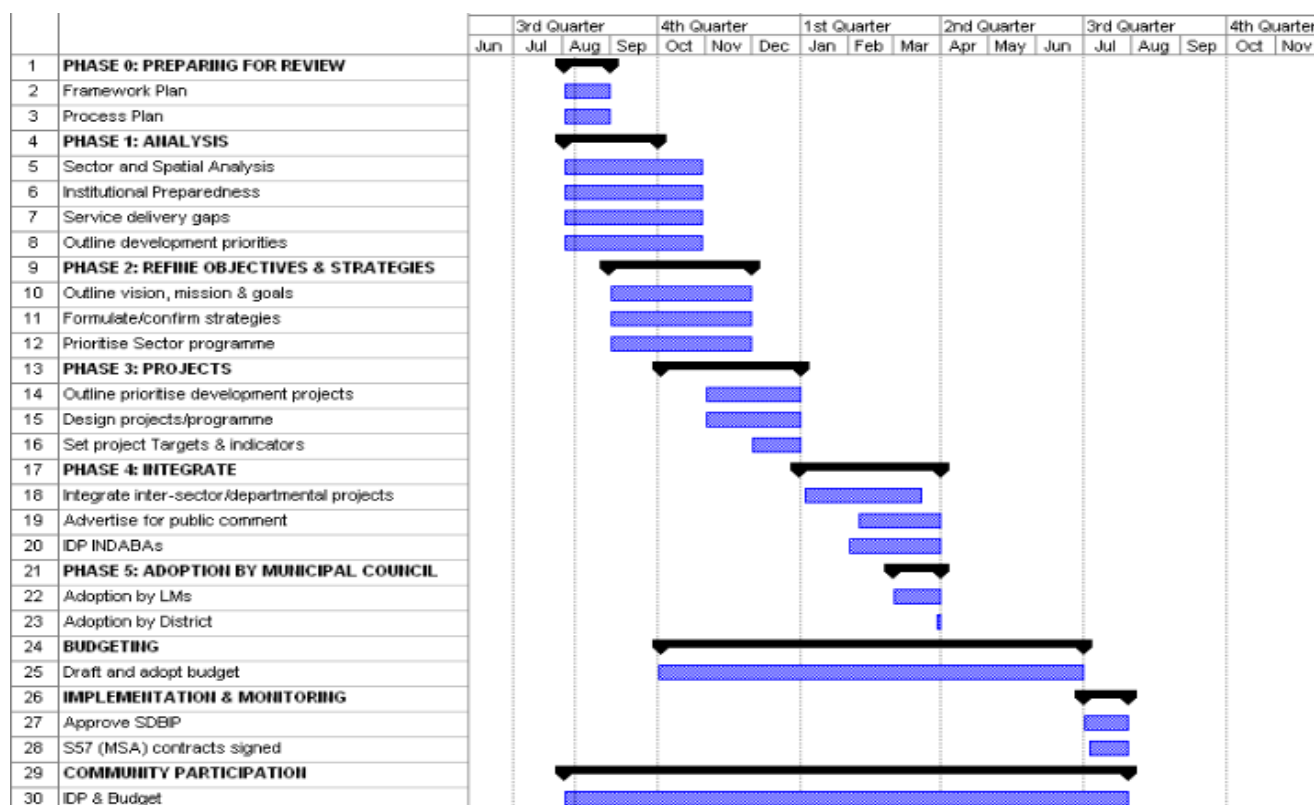 3rd Quarter 4th Quarter 1st Quarter 2nd Quarter 3rd Quarter 4th Quarter
Jun Jul Aug Sep Oct Nov Dec Jan Feb Mar Apr May Jun Jul Aug Sep Oct Nov
1 PHASE 0: PREPARING FOR REVIEW
2 Framework Plan
3 Process Plan
4 PHASE 1: ANALYSIS
5 Sector and Spatial Analysis
6 Institutional Preparedness
7 Service delivery gaps
8 Outline development priorities
9 PHASE 2: REFINE OBJECTIVES & STRATEGIES
10 Outline vision, mission & goals
11 Formulate/confirm strategies
12 Prioritise Sector programme
13 PHASE 3: PROJECTS
14 Outline prioritise development projects
15 Design projects/programme
16 Set project Targets & indicators
17 PHASE 4: INTEGRATE
18 Integrate inter-sector/departmental projects
19 Advertise for public comment
20 IDP INDABAs
21 PHASE 5: ADOPTION BY MUNICIPAL COUNCIL
22 Adoption by LMs
23 Adoption by District
24 BUDGETING
25 Draft and adopt budget
26 IMPLEMENTATION & MONITORING
27 Approve SDBIP
28 S57 (MSA) contracts signed
29 COMMUNITY PARTICIPATION
30 IDP & Budget